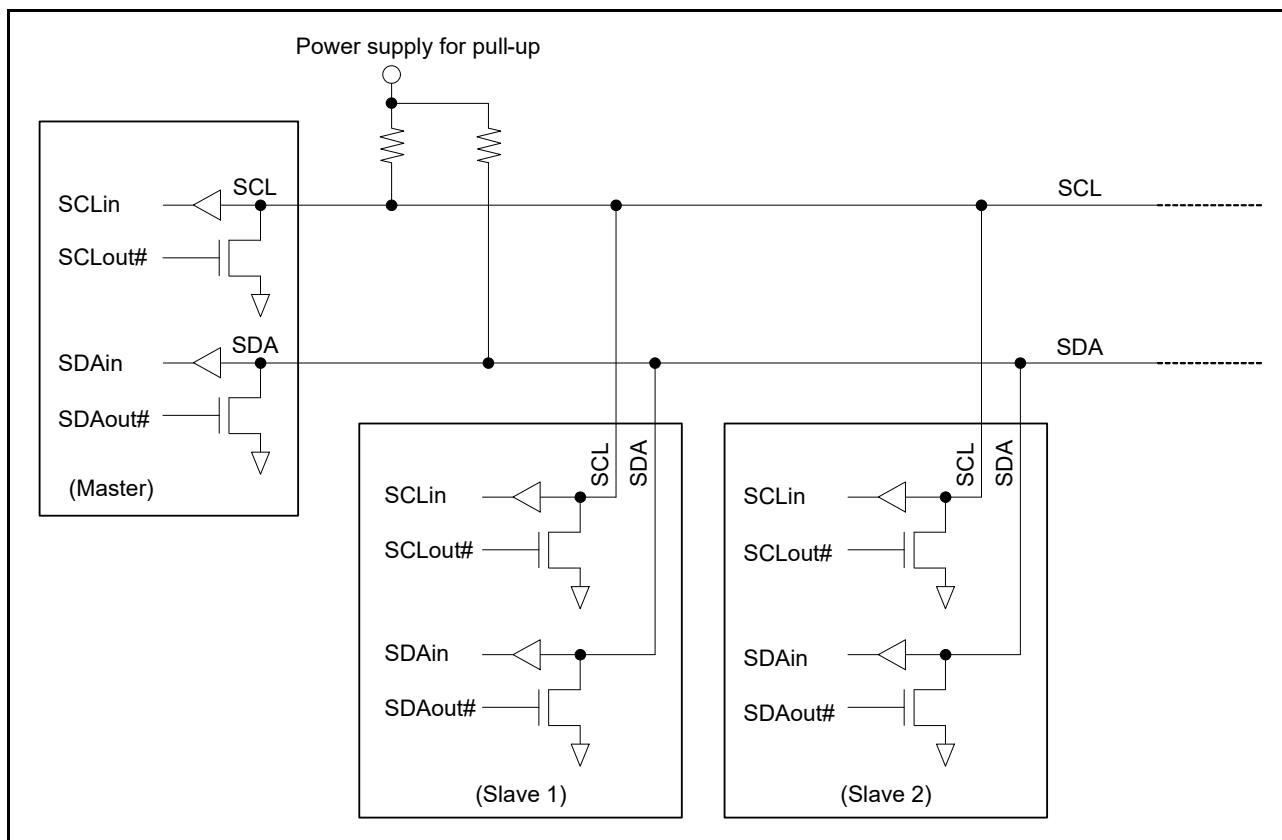 Power supply for pull-up
SCL
SCLin
SCLout#
SDA
SDAin
SDAout#
(Master)
SCL
SDA
SCL
SDA
SCLin
SCLout#
SDAin
SDAout#
(Slave 1)
SCL
SDA
SCLin
SCLout#
SDAin
SDAout#
(Slave 2)